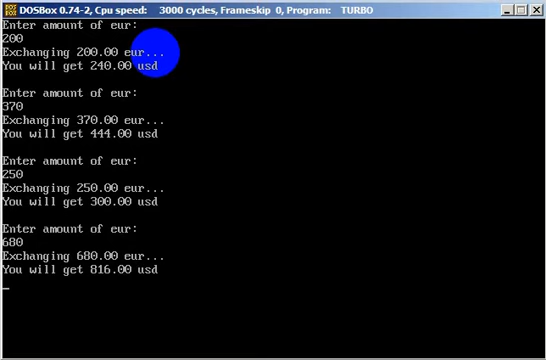 DOSBox 0.74-2, Cpu speed: 3000 cycles, Frameskip 0, Program: TURBO
Enter amount of eur:
200
Exchanging 200.00 eur...
You will get 240.00 usd
Enter amount of eur:
370
Exchanging 370.00 eur...
You will get 444.00 usd
Enter amount of eur:
250
Exchanging 250.00 eur...
You will get 300.00 usd
Enter amount of eur:
680
Exchanging 680.00 eur...
You will get 816.00 usd
_